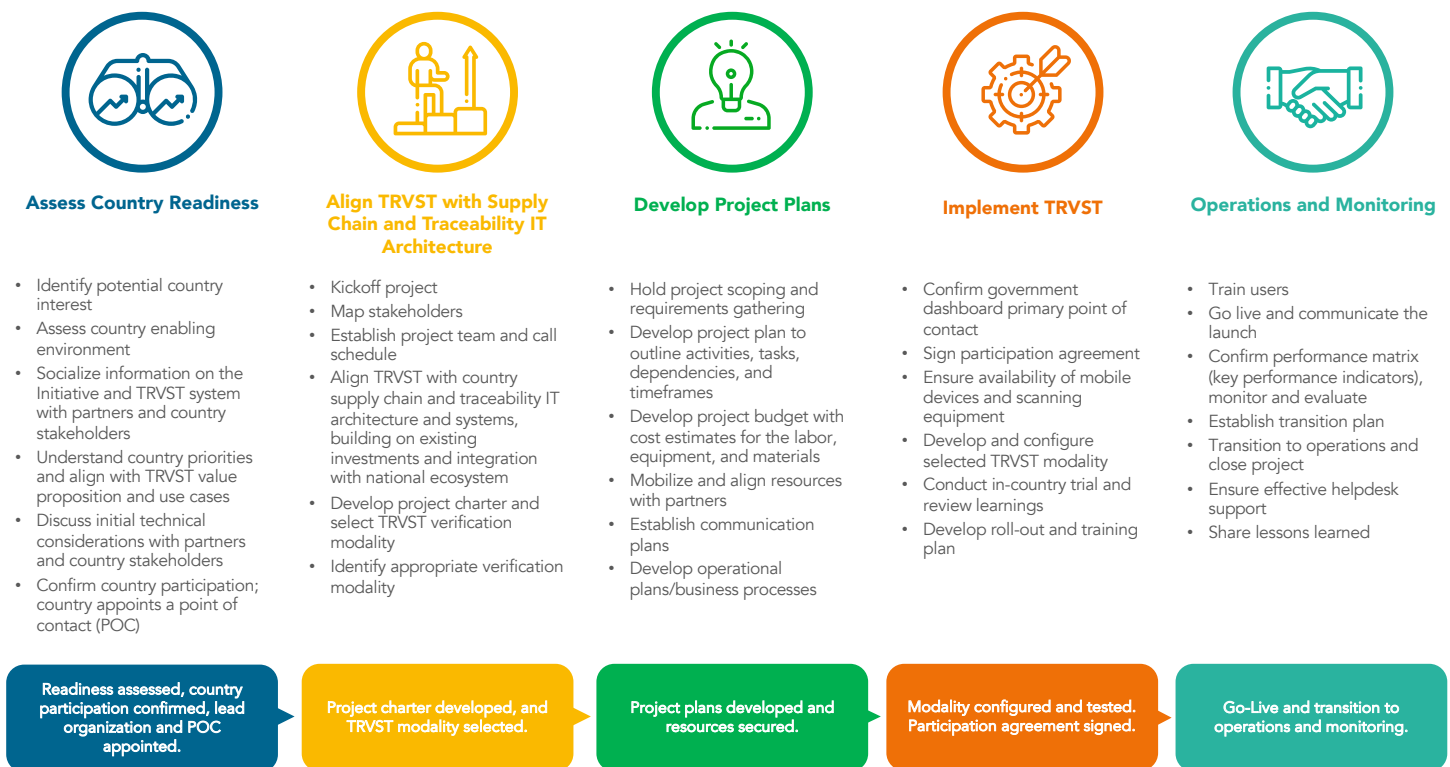 Assess Country Readiness
• Identify potential country
interest
• Assess country enabling
environment
• Socialize information on the
Initiative and TRVST system
with partners and country
stakeholders
• Understand country priorities
and align with TRVST value
proposition and use cases
• Discuss initial technical
considerations with partners
and country stakeholders
• Confirm country participation;
country appoints a point of
contact (POC)
Readiness assessed, country
participation confirmed, lead
organization and POC
appointed.
Align TRVST with Supply
Chain and Traceability IT
Architecture
• Kickoff project
• Map stakeholders
• Establish project team and call
schedule
• Align TRVST with country
supply chain and traceability IT
architecture and systems,
building on existing
investments and integration
with national ecosystem
• Develop project charter and
select TRVST verification
modality
• Identify appropriate verification
modality
Project charter developed, and
TRVST modality selected.
Develop Project Plans
• Hold project scoping and
requirements gathering
• Develop project plan to
outline activities, tasks,
dependencies, and
timeframes
• Develop project budget with
cost estimates for the labor,
equipment, and materials
• Mobilize and align resources
with partners
• Establish communication
plans
• Develop operational
plans/business processes
Project plans developed and
resources secured.
Implement TRVST
• Confirm government
dashboard primary point of
contact
• Sign participation agreement
• Ensure availability of mobile
devices and scanning
equipment
• Develop and configure
selected TRVST modality
• Conduct in-country trial and
review learnings
• Develop roll-out and training
plan
Modality configured and tested.
Participation agreement signed.
Operations and Monitoring
• Train users
• Go live and communicate the
launch
• Confirm performance matrix
(key performance indicators),
monitor and evaluate
• Establish transition plan
• Transition to operations and
close project
• Ensure effective helpdesk
support
• Share lessons learned
Go-Live and transition to
operations and monitoring.